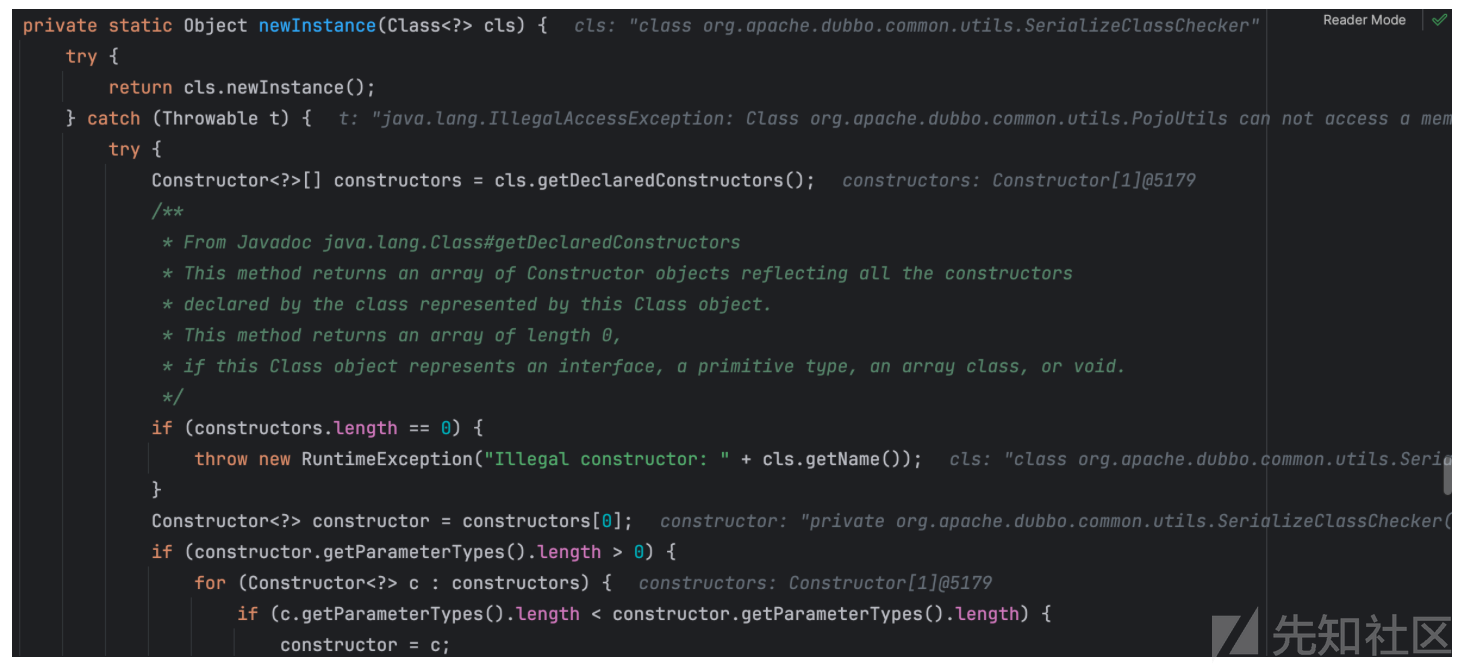 private static Object newInstance(Class<?> cls) {   cls: "class org.apache.dubbo.common.utils.SerializeClassChecker"
Reader Mode
try {
return cls.newInstance();
} catch (Throwable t) {   t: "java.lang.IllegalAccessException: Class org.apache.dubbo.common.utils.PojoUtils can not access a mem
try {
Constructor<?>[] constructors = cls.getDeclaredConstructors();   constructors: Constructor[1]@5179
/**
* From Javadoc java.lang.Class#getDeclaredConstructors
* This method returns an array of Constructor objects reflecting all the constructors
* declared by the class represented by this Class object.
* This method returns an array of length 0,
* if this Class object represents an interface, a primitive type, an array class, or void.
*/
if (constructors.length == 0) {
throw new RuntimeException("Illegal constructor: " + cls.getName());   cls: "class org.apache.dubbo.common.utils.Seria
}
Constructor<?> constructor = constructors[0];   constructor: "private org.apache.dubbo.common.utils.SerializeClassChecker(
if (constructor.getParameterTypes().length > 0) {
for (Constructor<?> c : constructors) {   constructors: Constructor[1]@5179
if (c.getParameterTypes().length < constructor.getParameterTypes().length) {
constructor = c;
先知社区